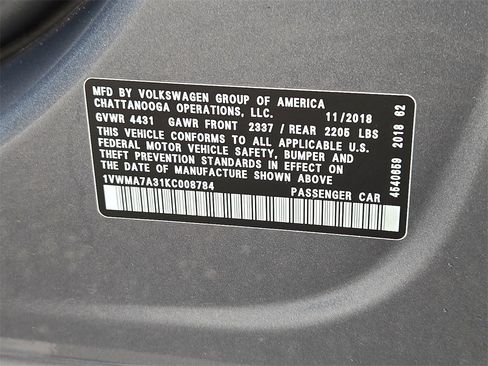 MFD BY VOLKSWAGEN GROUP OF AMERICA
CHATTANOOGA OPERATIONS, LLC. 11/2018
GVWR 4431 GAWR FRONT 2337 / REAR 2205 LBS
THIS VEHICLE CONFORMS TO ALL APPLICABLE U.S.
FEDERAL MOTOR VEHICLE SAFETY, BUMPER AND
THEFT PREVENTION STANDARDS IN EFFECT ON
THE DATE OF MANUFACTURE SHOWN ABOVE
1VWMA7A31KC008784 PASSENGER CAR
4540659 2018 62